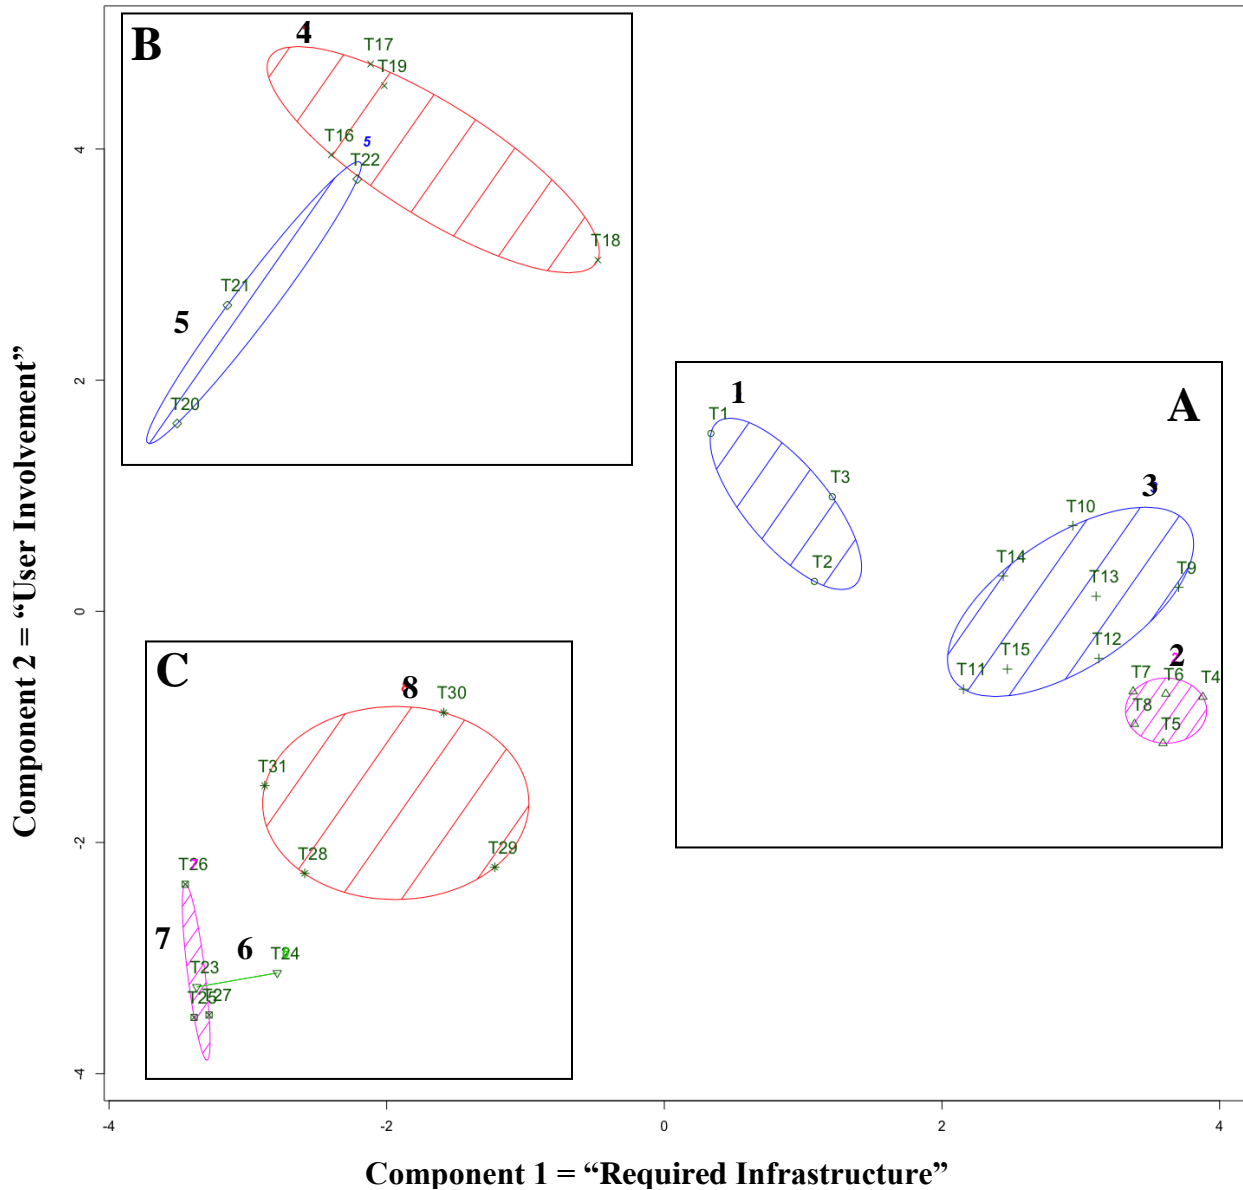 B
4
T17
T19
T16
5
T22
T18
T21
5
T20
4
2
0
-2
-4
Component 2 = “User Involvement”
1
A
T1
T3
3
T10
T2
T14
T13
T9
T12
2
T15
T11
T7
T6
T4
T8
T5
C
8
T30
T31
T28
T29
T26
7
6
T24
T23
T27
T25
-4
-2
0
2
4
Component 1 = “Required Infrastructure”